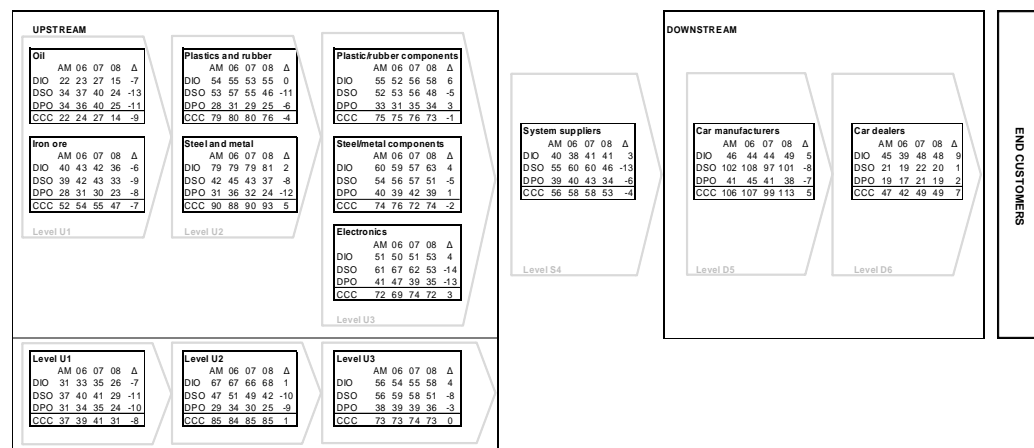 UPSTREAM
Oil
AM 06 07 08 Δ
DIO 22 23 27 15 -7
DSO 34 37 40 24 -13
DPO 34 36 40 25 -11
CCC 22 24 27 14 -9
Iron ore
AM 06 07 08 Δ
DIO 40 43 42 36 -6
DSO 39 42 43 33 -9
DPO 28 31 30 23 -8
CCC 52 54 55 47 -7
Level U1
Plastics and rubber
AM 06 07 08 Δ
DIO 54 55 53 55 0
DSO 53 57 55 46 -11
DPO 28 31 29 25 -6
CCC 79 80 80 76 -4
Steel and metal
AM 06 07 08 Δ
DIO 79 79 79 81 2
DSO 42 45 43 37 -8
DPO 31 36 32 24 -12
CCC 90 88 90 93 5
Level U2
Plastic/rubber components
AM 06 07 08 Δ
DIO 55 52 56 58 6
DSO 52 53 56 48 -5
DPO 33 31 35 34 3
CCC 75 75 76 73 -1
Steel/metal components
AM 06 07 08 Δ
DIO 60 59 57 63 4
DSO 54 56 57 51 -5
DPO 40 39 42 39 1
CCC 74 76 72 74 -2
Electronics
AM 06 07 08 Δ
DIO 51 50 51 53 4
DSO 61 67 62 53 -14
DPO 41 47 39 35 -13
CCC 72 69 74 72 3
Level U3
System suppliers
AM 06 07 08 Δ
DIO 40 38 41 41 3
DSO 55 60 60 46 -13
DPO 39 40 43 34 -6
CCC 56 58 58 53 -4
Level S4
DOWNSTREAM
Car manufacturers
AM 06 07 08 Δ
DIO 46 44 44 49 5
DSO 102 108 97 101 -8
DPO 41 45 41 38 -7
CCC 106 107 99 113 5
Level D5
Car dealers
AM 06 07 08 Δ
DIO 45 39 48 48 9
DSO 21 19 22 20 1
DPO 19 17 21 19 2
CCC 47 42 49 49 7
Level D6
END CUSTOMERS
Level U1
AM 06 07 08 Δ
DIO 31 33 35 26 -7
DSO 37 40 41 29 -11
DPO 31 34 35 24 -10
CCC 37 39 41 31 -8
Level U2
AM 06 07 08 Δ
DIO 67 67 66 68 1
DSO 47 51 49 42 -10
DPO 29 34 30 25 -9
CCC 85 84 85 85 1
Level U3
AM 06 07 08 Δ
DIO 56 54 55 58 4
DSO 56 59 58 51 -8
DPO 38 39 39 36 -3
CCC 73 73 74 73 0